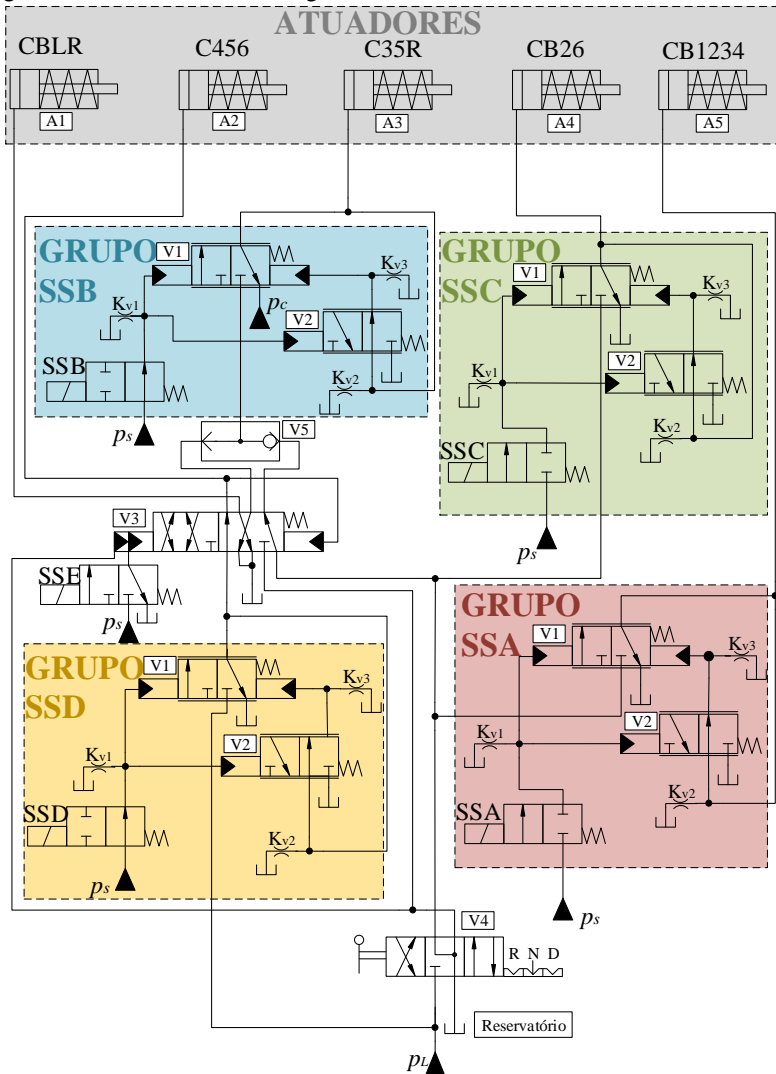 ATUADORES
CBLR
C456
C35R
CB26
CB1234
A1
A2
A3
A4
A5
GRUPO
SSB
V1
Kv3
Kv1
pc
V2
SSB
Kv2
ps
GRUPO
SSC
V1
Kv3
Kv1
V2
Kv2
SSC
ps
V5
V3
SSE
ps
GRUPO
SSD
V1
Kv3
V2
Kv1
SSD
Kv2
ps
GRUPO
SSA
V1
Kv3
V2
Kv1
SSA
Kv2
ps
V4
R N D
Reservatório
pL